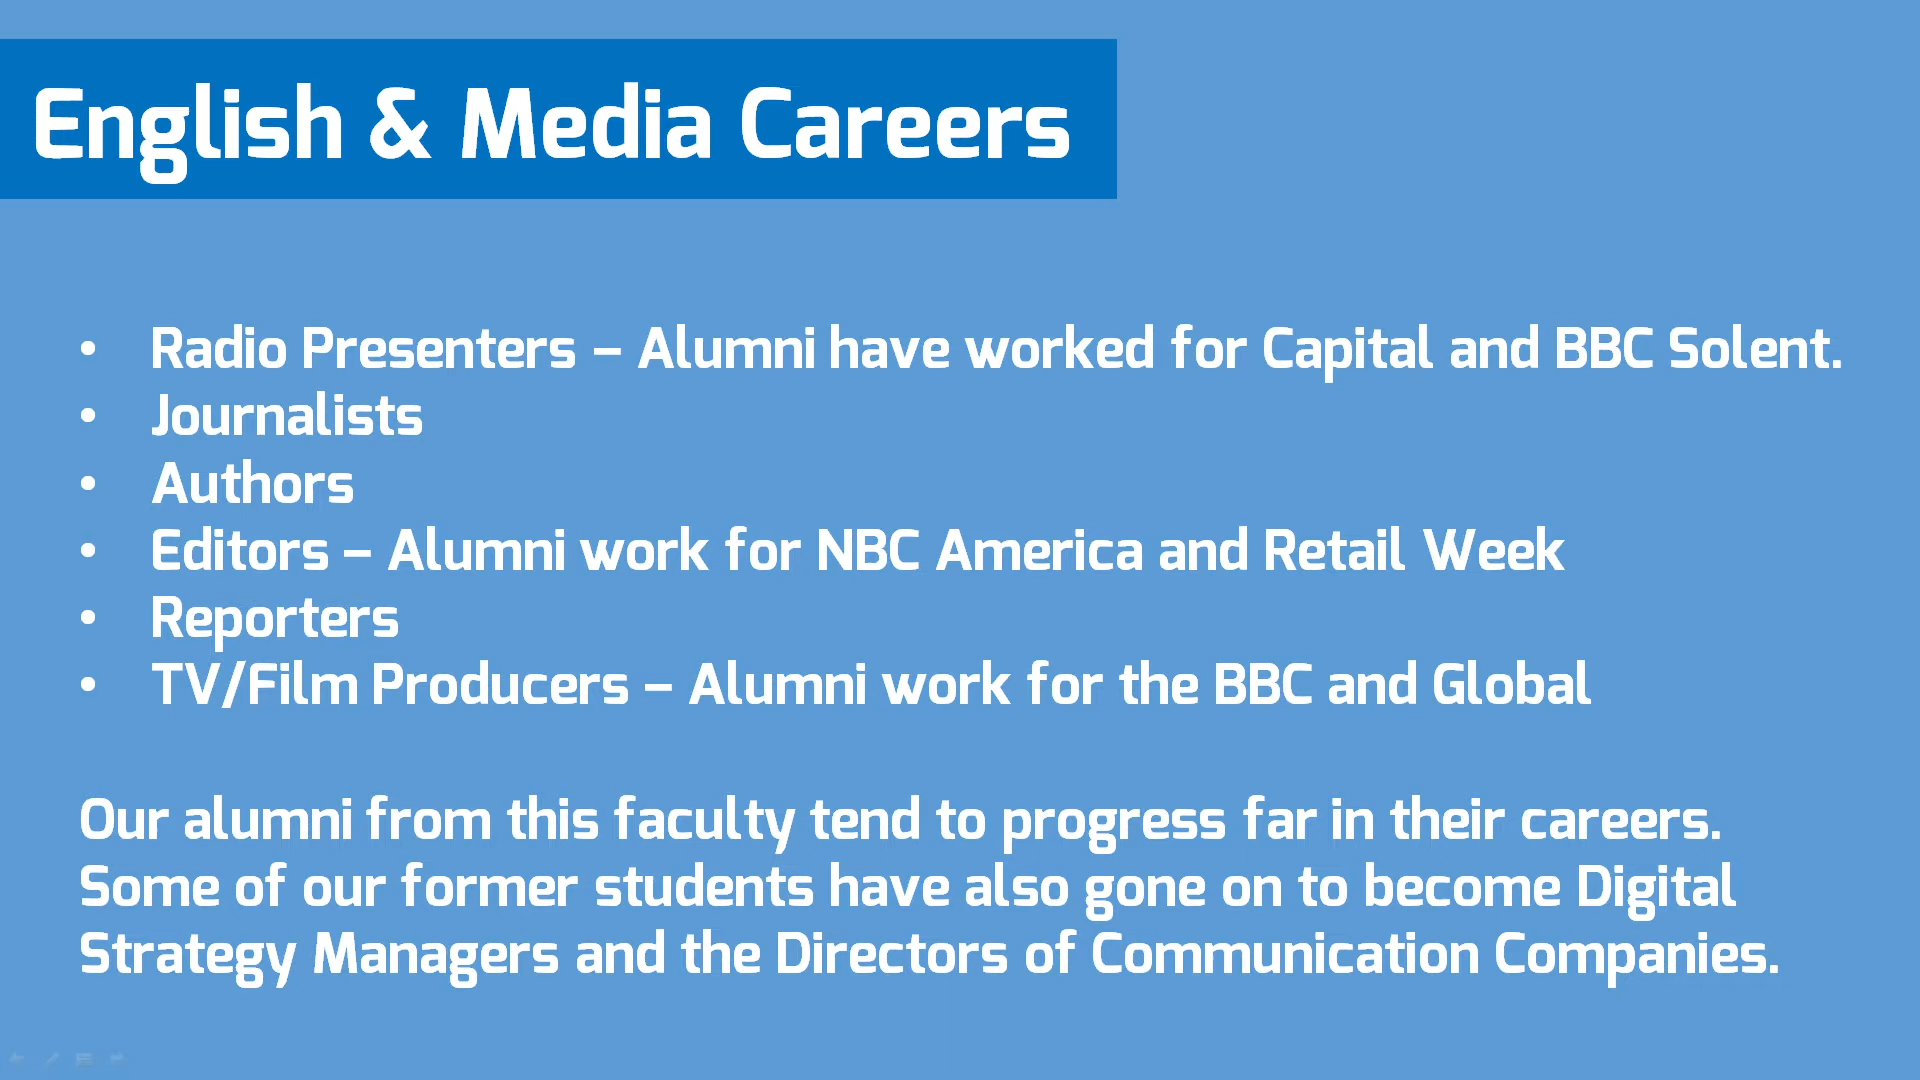 English & Media Careers
• Radio Presenters – Alumni have worked for Capital and BBC Solent.
• Journalists
• Authors
• Editors – Alumni work for NBC America and Retail Week
• Reporters
• TV/Film Producers – Alumni work for the BBC and Global
Our alumni from this faculty tend to progress far in their careers.
Some of our former students have also gone on to become Digital
Strategy Managers and the Directors of Communication Companies.